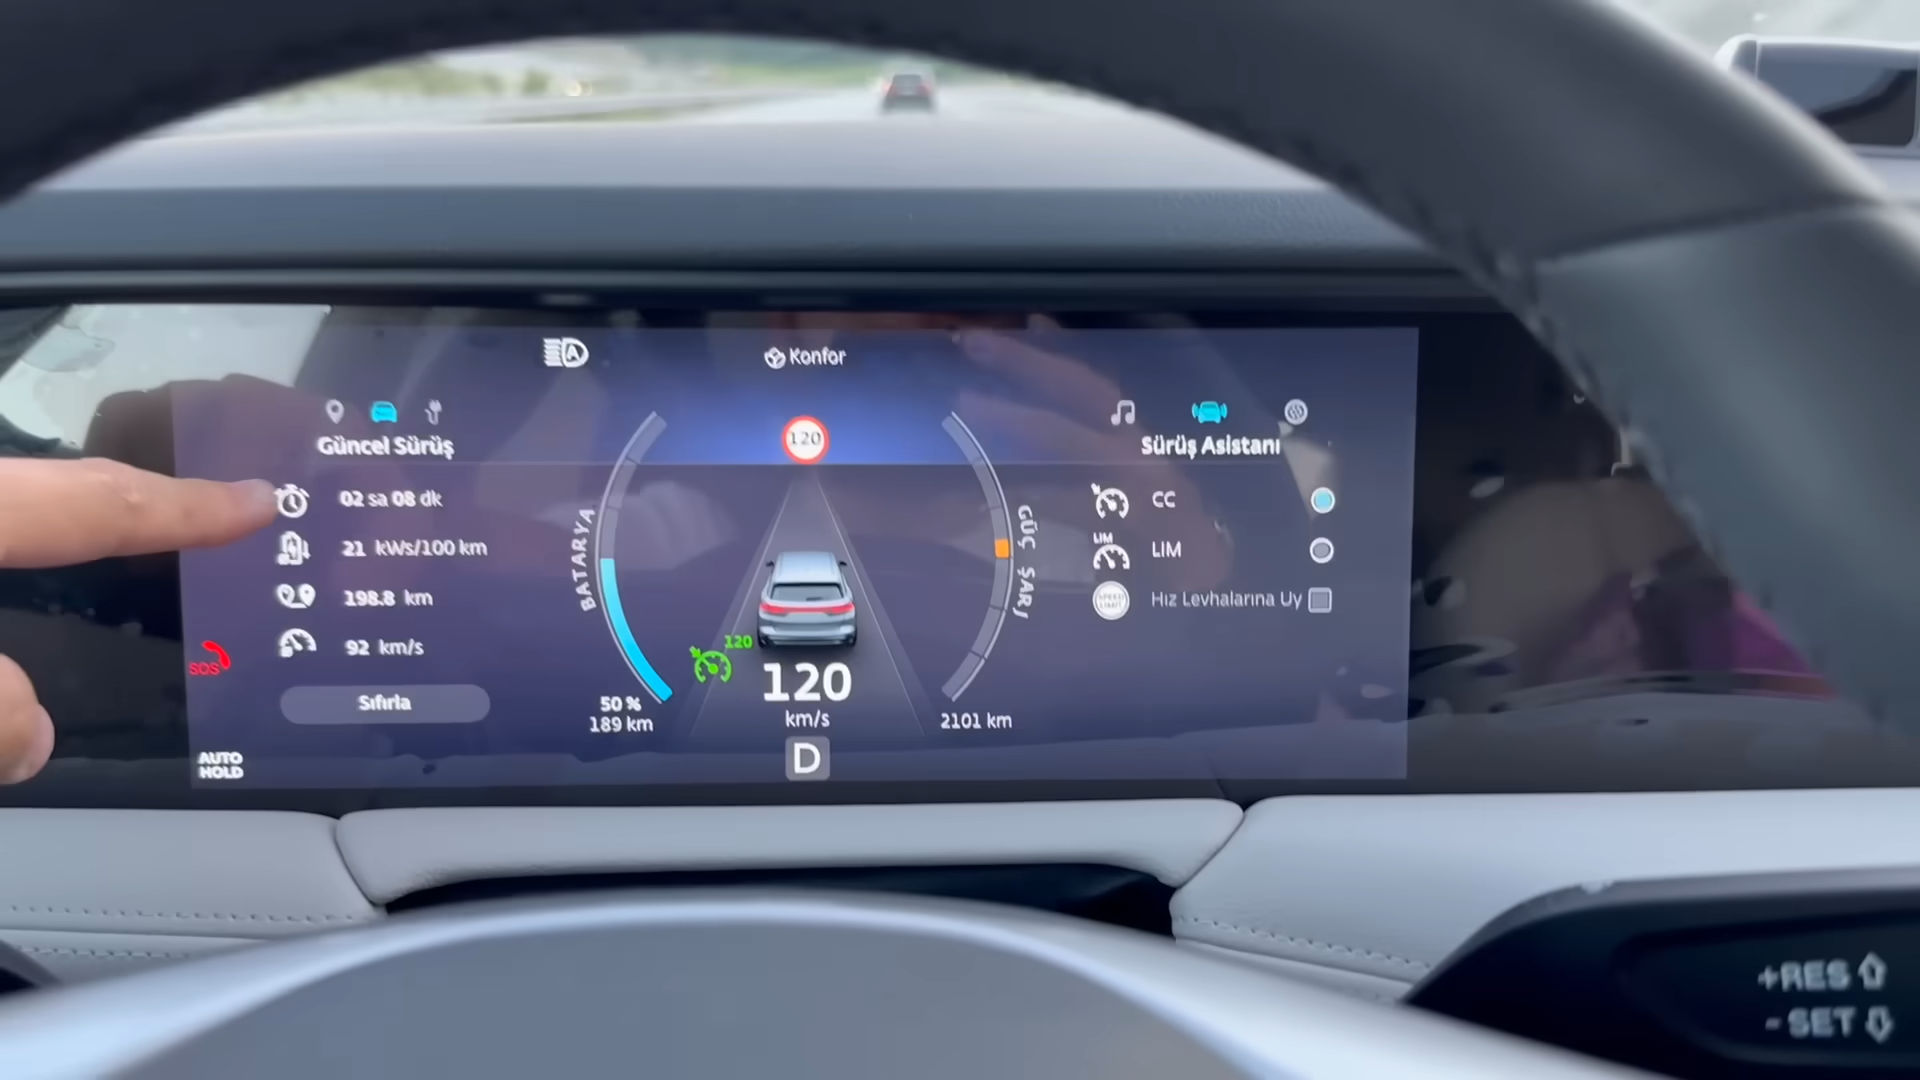 A
Konfor
Güncel Sürüş
120
Sürüş Asistanı
02 sa 08 dk
21 kWs/100 km
198.8 km
92 km/s
Sıfırla
SOS
AUTO
HOLD
BATARYA
50 %
189 km
120
120
km/s
D
GÜÇ ŞARJ
2101 km
CC
LIM
LIM
SPEED
LIMIT
Hız Levhalarına Uy
+RES
-SET